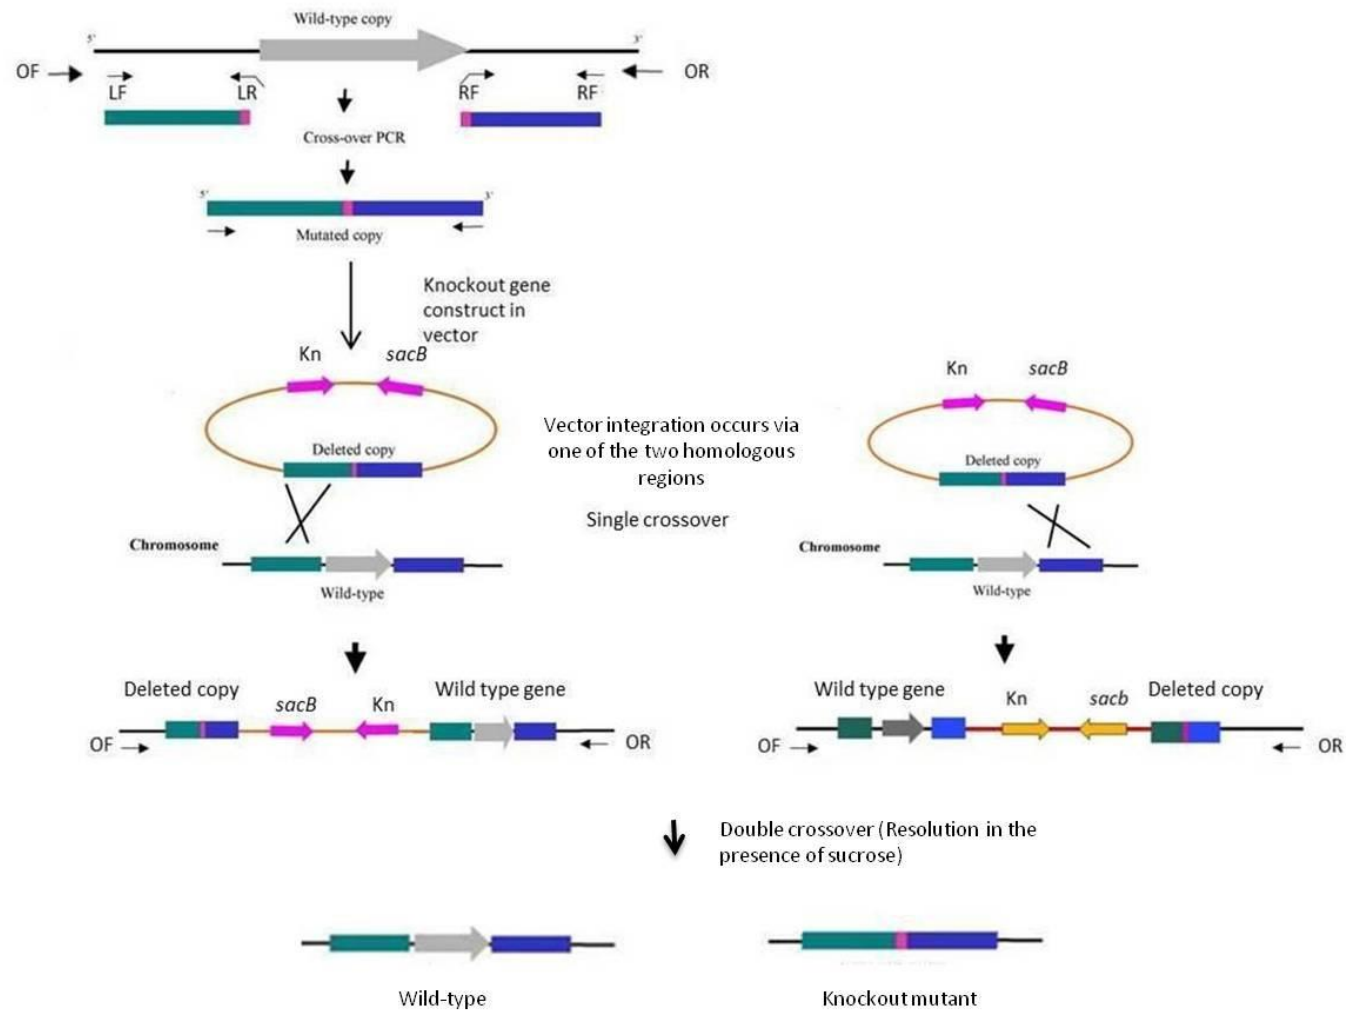 Wild-type copy
5'
3'
OF
OR
LF
LR
RF
RF
Cross-over PCR
5'
3'
Mutated copy
Knockout gene
construct in
vector
Kn
sacB
Deleted copy
Vector integration occurs via
one of the two homologous
regions
Single crossover
Kn
sacB
Deleted copy
Chromosome
Wild-type
Chromosome
Wild-type
Deleted copy
sacB
Kn
Wild type gene
OF
OR
Wild type gene
Kn
sacb
Deleted copy
OF
OR
Double crossover (Resolution in the
presence of sucrose)
Wild-type
Knockout mutant